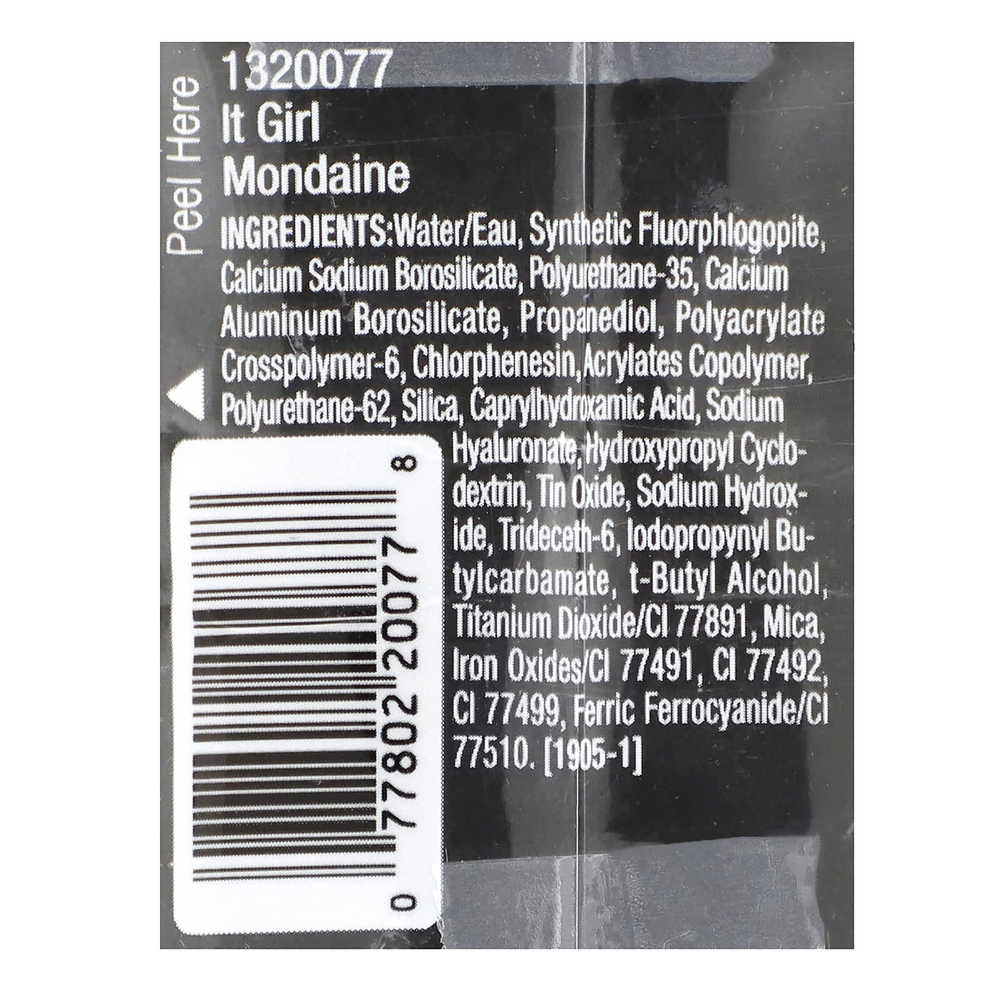 Peel Here
1320077
It Girl
Mondaine
INGREDIENTS:Water/Eau, Synthetic Fluorphlogopite,
Calcium Sodium Borosilicate, Polyurethane-35, Calcium
Aluminum Borosilicate, Propanediol, Polyacrylate
Crosspolymer-6, Chlorphenesin,Acrylates Copolymer,
Polyurethane-62, Silica, Caprylhydroxamic Acid, Sodium
Hyaluronate,Hydroxypropyl Cyclo-
dextrin, Tin Oxide, Sodium Hydrox-
ide, Trideceth-6, Iodopropynyl Bu-
tylcarbamate, t-Butyl Alcohol,
Titanium Dioxide/CI 77891, Mica,
Iron Oxides/CI 77491, CI 77492,
CI 77499, Ferric Ferrocyanide/CI
77510. [1905-1]
0 77802 20077 8